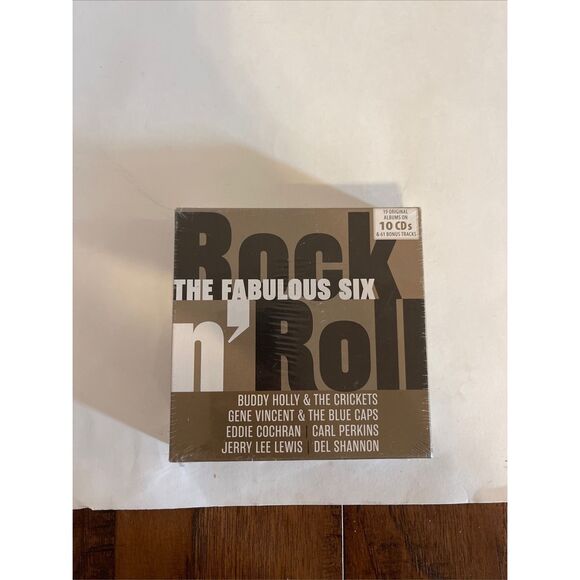 19 ORIGINAL
ALBUMS ON
10 CDs
& 61 BONUS TRACKS
Rock
THE FABULOUS SIX
n' Roll
BUDDY HOLLY & THE CRICKETS
GENE VINCENT & THE BLUE CAPS
EDDIE COCHRAN | CARL PERKINS
JERRY LEE LEWIS | DEL SHANNON